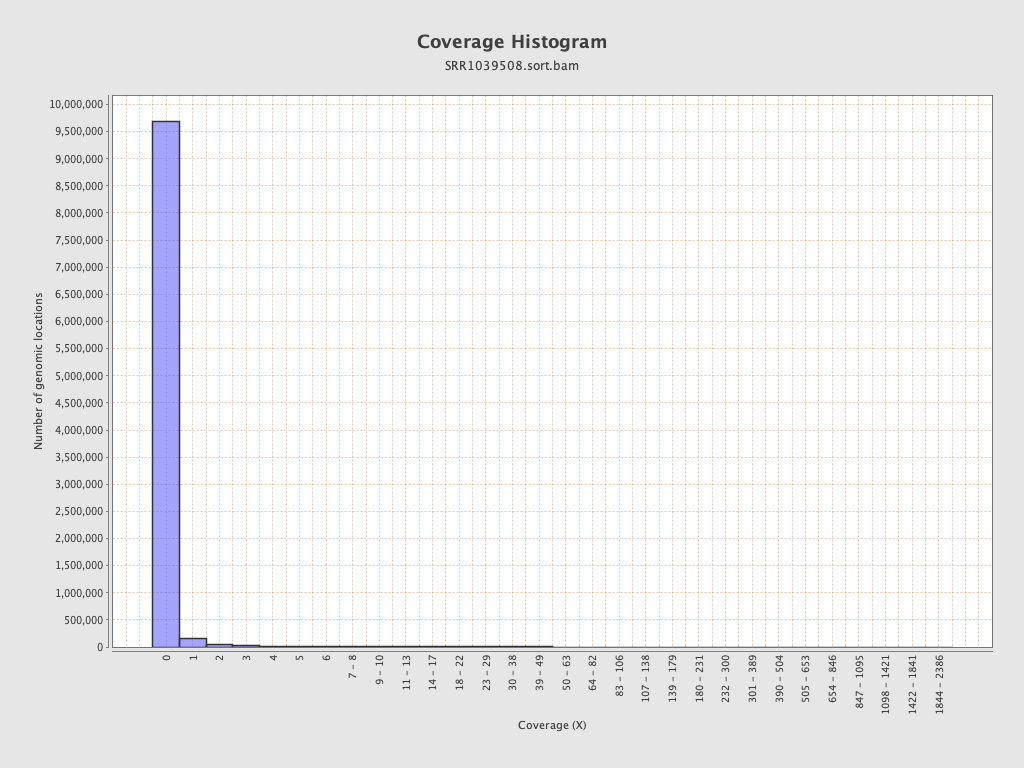 Coverage Histogram
SRR1039508.sort.bam
10,000,000
9,500,000
9,000,000
8,500,000
8,000,000
7,500,000
7,000,000
6,500,000
6,000,000
5,500,000
5,000,000
4,500,000
4,000,000
3,500,000
3,000,000
2,500,000
2,000,000
1,500,000
1,000,000
500,000
0
Number of genomic locations
0
1
2
3
4
5
6
7 - 8
9 - 10
11 - 13
14 - 17
18 - 22
23 - 29
30 - 38
39 - 49
50 - 63
64 - 82
83 - 106
107 - 138
139 - 179
180 - 231
232 - 300
301 - 389
390 - 504
505 - 653
654 - 846
847 - 1095
1098 - 1421
1422 - 1841
1844 - 2386
Coverage (X)